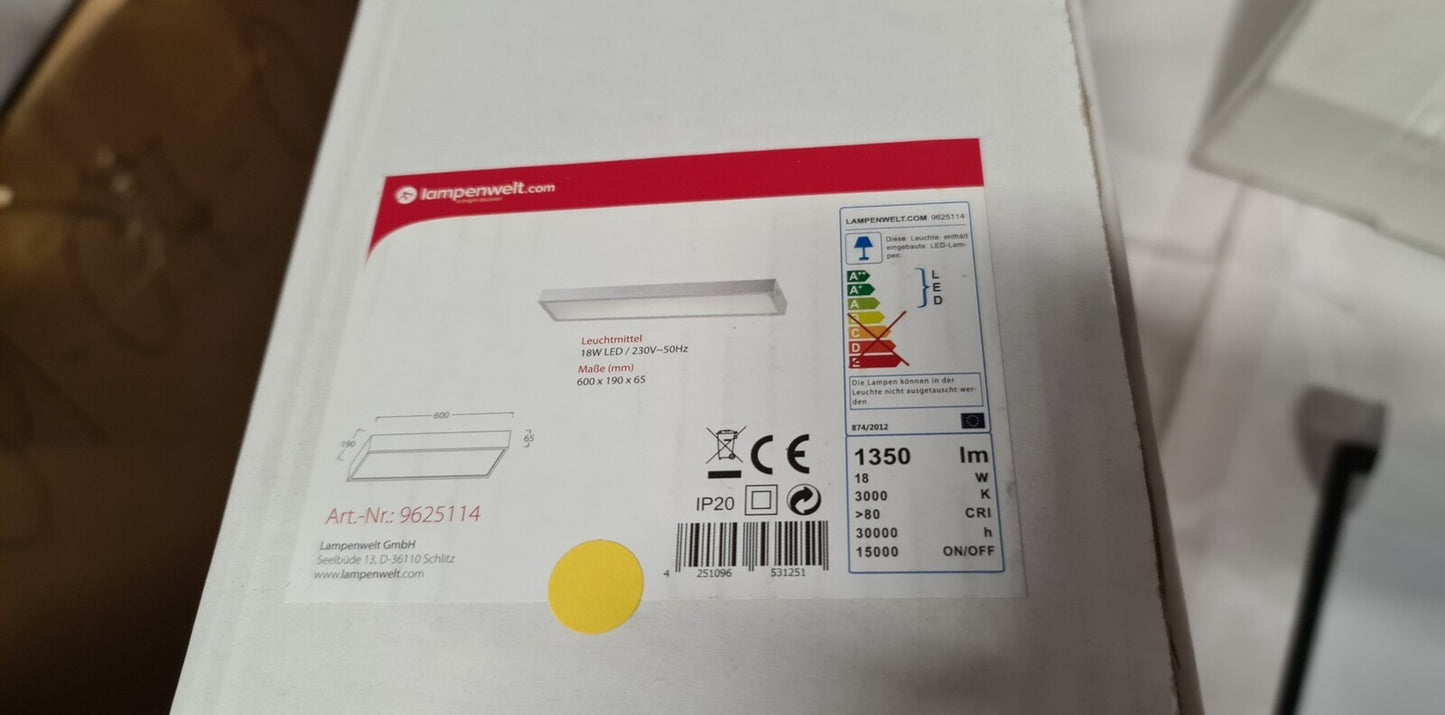 lampenwelt.com
Leuchtmittel
18W LED / 230V~50Hz
Maße (mm)
600 x 190 x 65
600
190
65
Art.-Nr.: 9625114
Lampenwelt GmbH
Seelbüde 13, D-36110 Schlitz
www.lampenwelt.com
IP20
CE
4 251096 531251
LAMPENWELT.COM 9625114
Diese Leuchte enthält
eingebaute LED-Lam-
pen.
A++
A+
A
B
C
D
E
L
E
D
Die Lampen können in der
Leuchte nicht ausgetauscht wer-
den
874/2012
1350 lm
18 W
3000 K
>80 CRI
30000 h
15000 ON/OFF